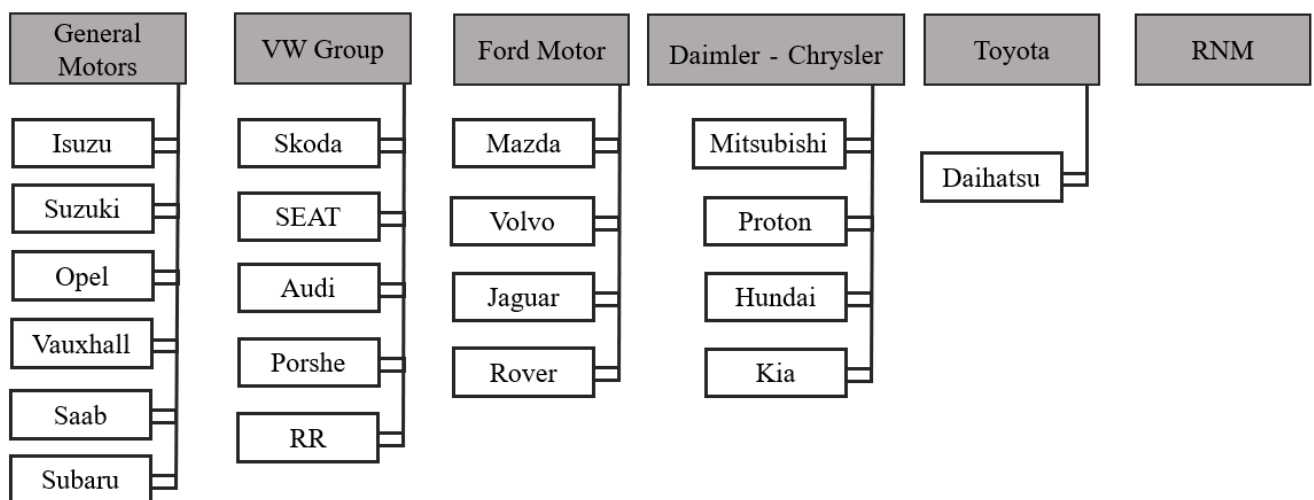 General
Motors
VW Group
Ford Motor
Daimler - Chrysler
Toyota
RNM
Isuzu
Suzuki
Opel
Vauxhall
Saab
Subaru
Skoda
SEAT
Audi
Porshe
RR
Mazda
Volvo
Jaguar
Rover
Mitsubishi
Proton
Hundai
Kia
Daihatsu